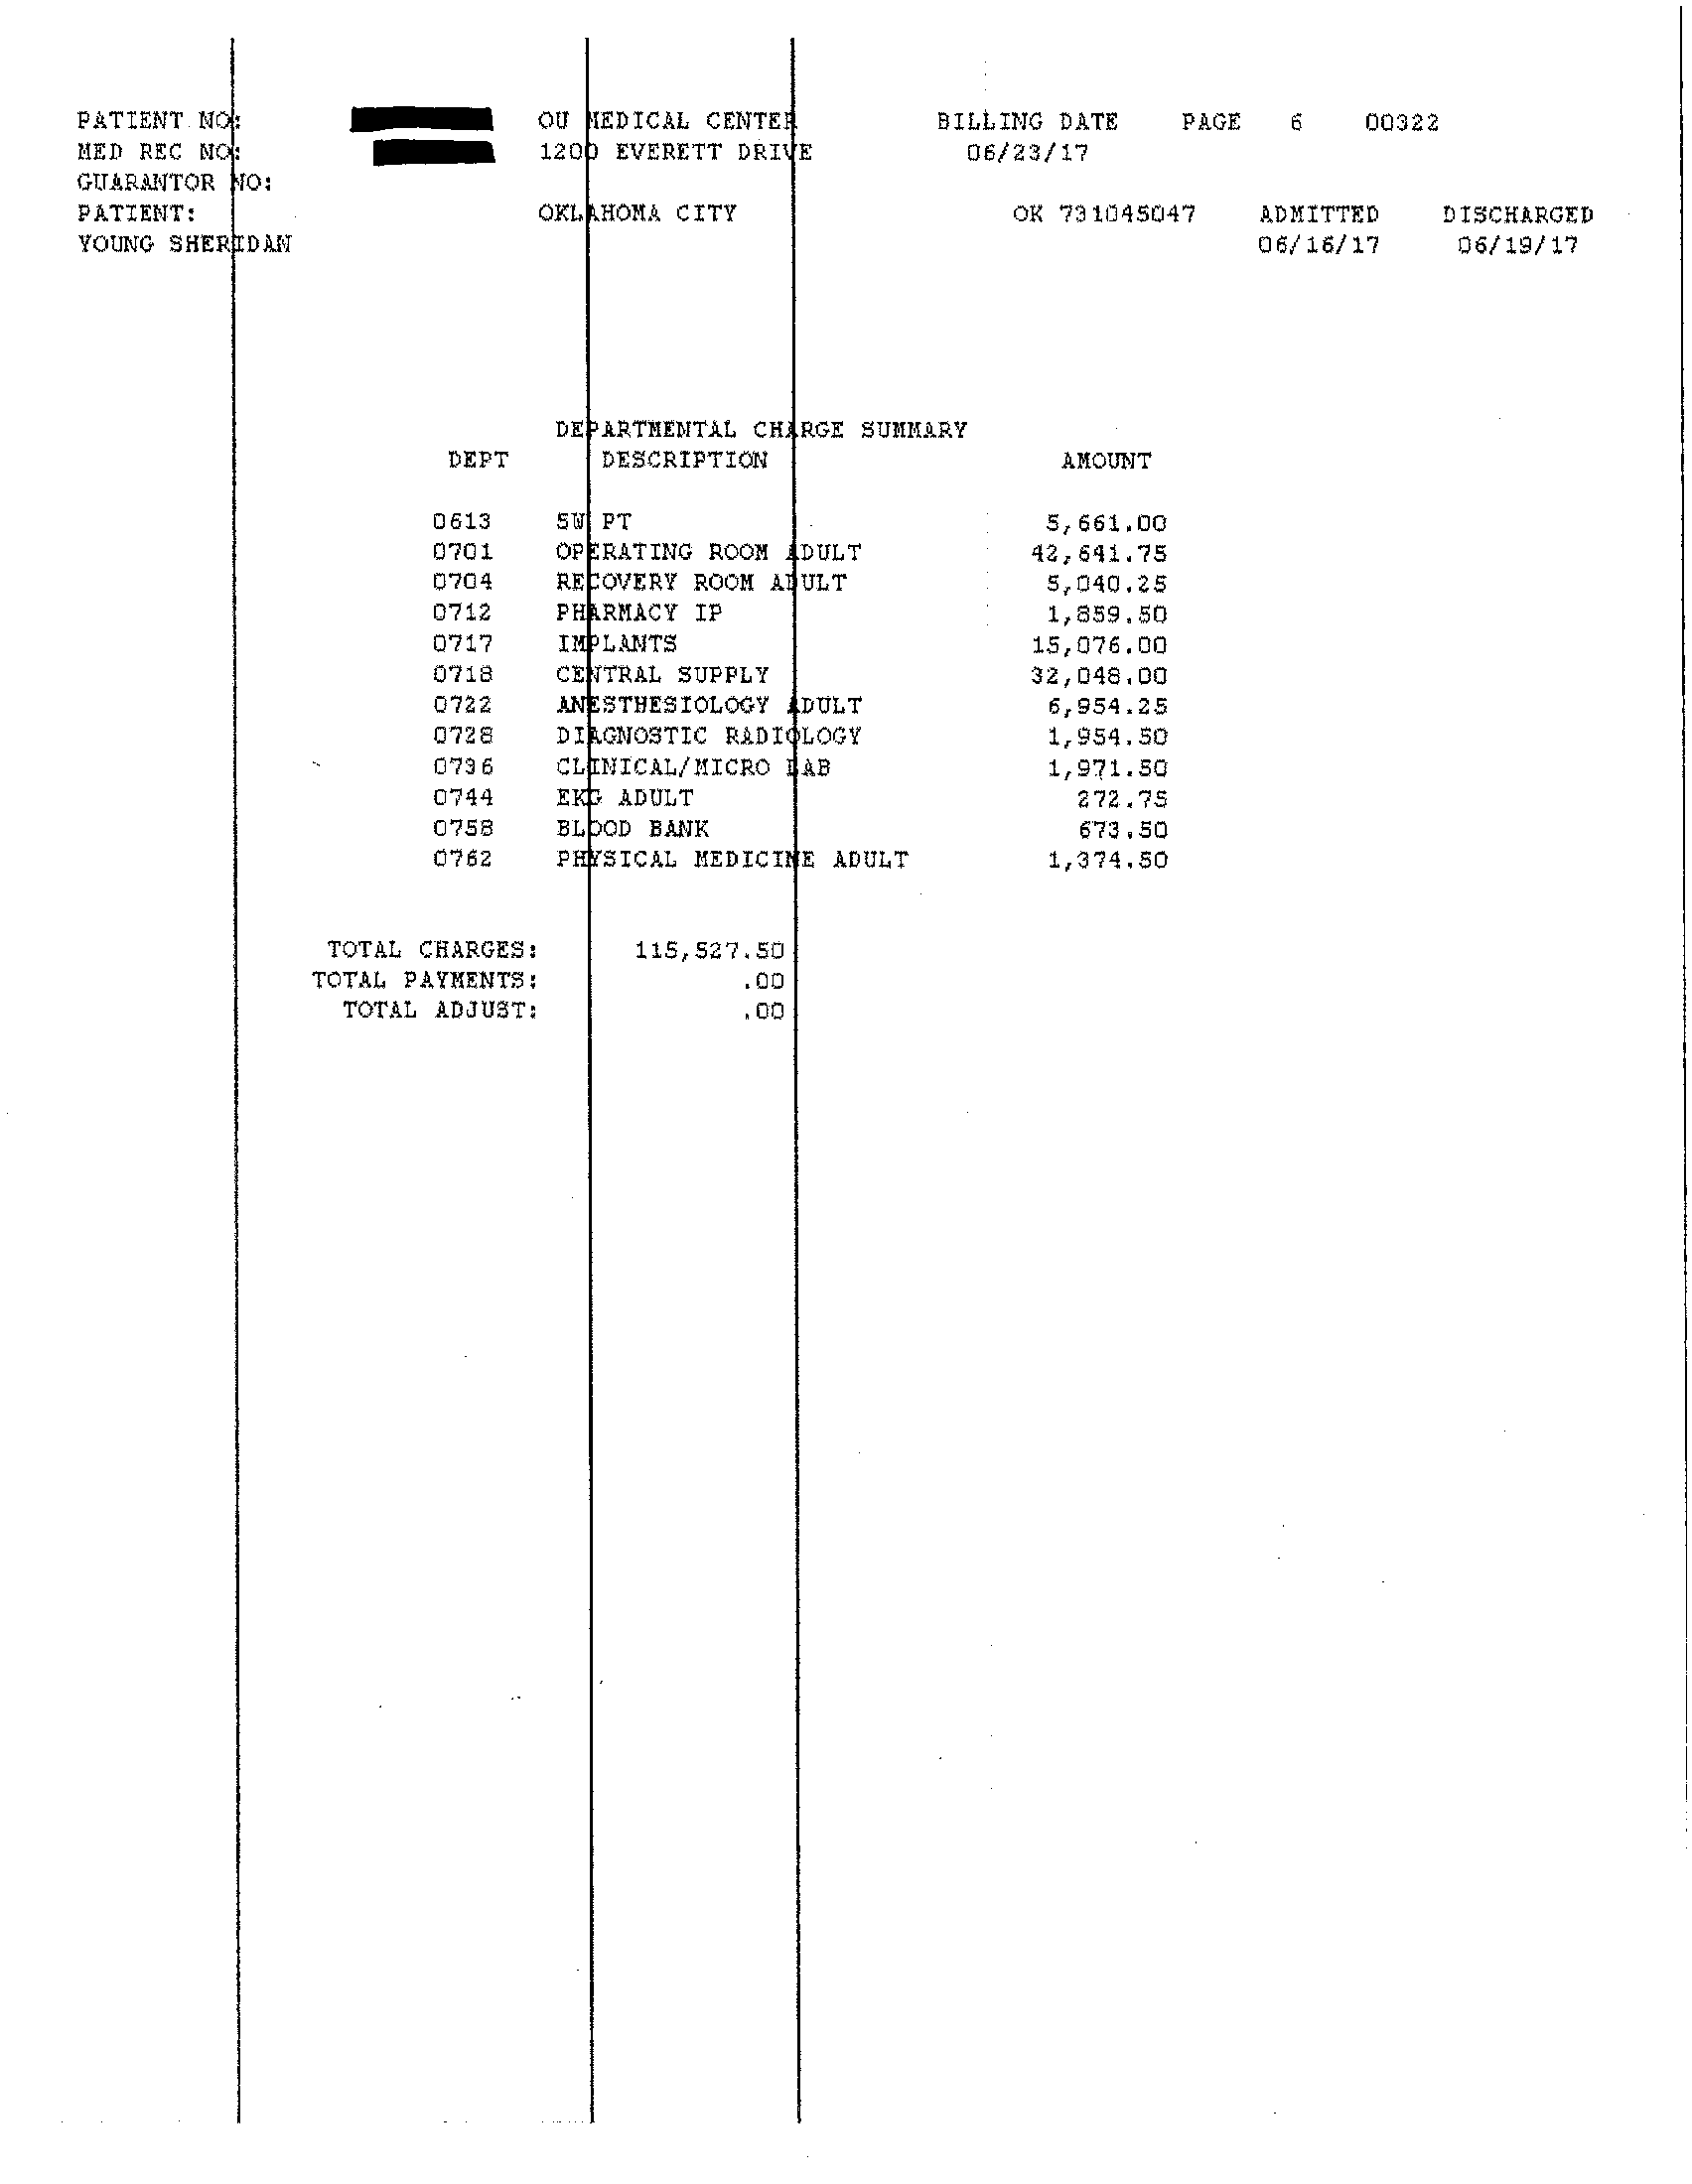 PATIENT NO: OU MEDICAL CENTER BILLING DATE PAGE 6 00322
MED REC NO: 1200 EVERETT DRIVE 06/23/17
GUARANTOR NO:
PATIENT: OKLAHOMA CITY OK 731045047 ADMITTED DISCHARGED
YOUNG SHERIDAN 06/16/17 06/19/17
DEPARTMENTAL CHARGE SUMMARY
DEPT DESCRIPTION AMOUNT
0613 SW PT 5,661.00
0701 OPERATING ROOM ADULT 42,641.75
0704 RECOVERY ROOM ADULT 5,040.25
0712 PHARMACY IP 1,859.50
0717 IMPLANTS 15,076.00
0718 CENTRAL SUPPLY 32,048.00
0722 ANESTHESIOLOGY ADULT 6,954.25
0728 DIAGNOSTIC RADIOLOGY 1,954.50
0736 CLINICAL/MICRO LAB 1,971.50
0744 EKG ADULT 272.75
0758 BLOOD BANK 673.50
0762 PHYSICAL MEDICINE ADULT 1,374.50
TOTAL CHARGES: 115,527.50
TOTAL PAYMENTS: .00
TOTAL ADJUST: .00